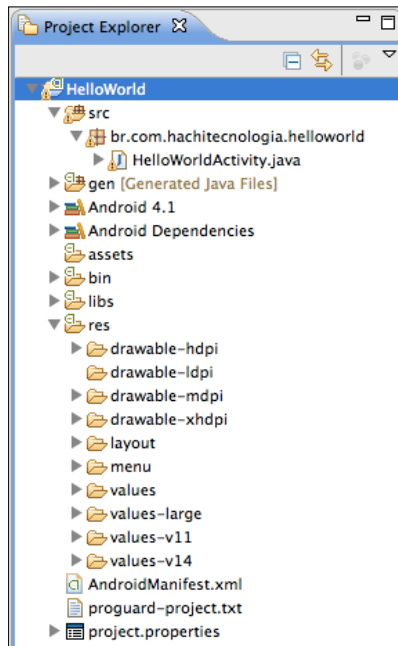 Project Explorer
HelloWorld
src
br.com.hachitecnologia.helloworld
HelloWorldActivity.java
gen [Generated Java Files]
Android 4.1
Android Dependencies
assets
bin
libs
res
drawable-hdpi
drawable-ldpi
drawable-mdpi
drawable-xhdpi
layout
menu
values
values-large
values-v11
values-v14
AndroidManifest.xml
proguard-project.txt
project.properties